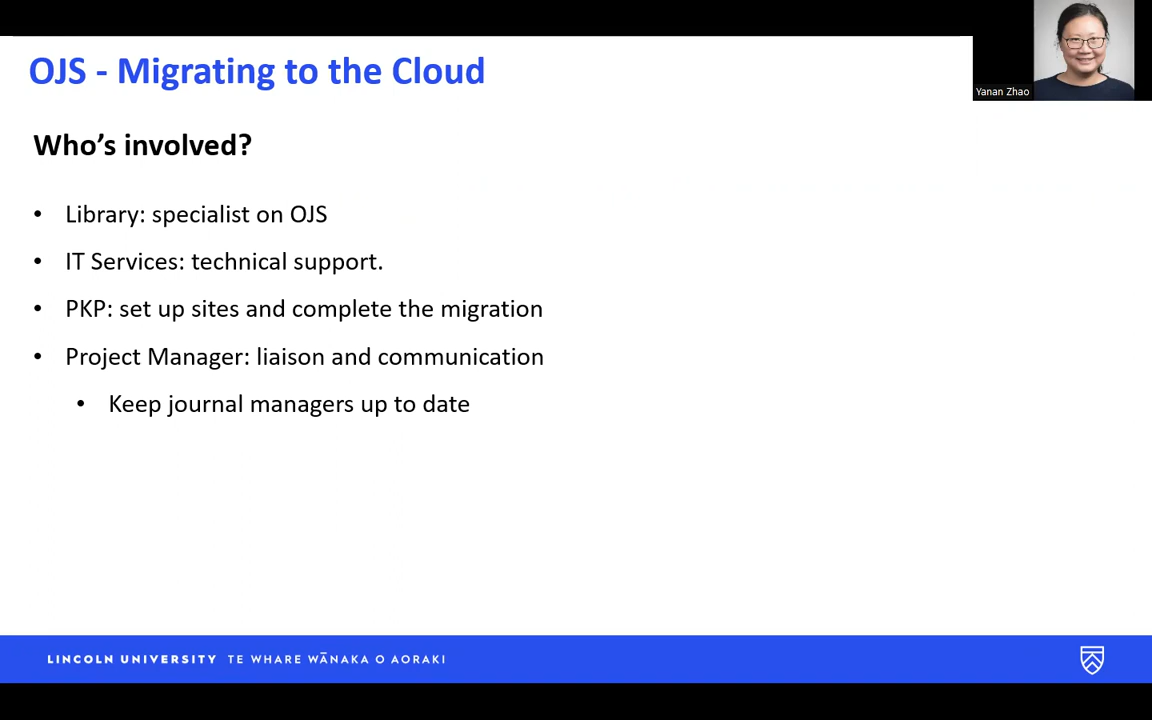 OJS - Migrating to the Cloud
Yanan Zhao
Who's involved?
• Library: specialist on OJS
• IT Services: technical support.
• PKP: set up sites and complete the migration
• Project Manager: liaison and communication
• Keep journal managers up to date
LINCOLN UNIVERSITY TE WHARE WĀNAKA O AORAKI